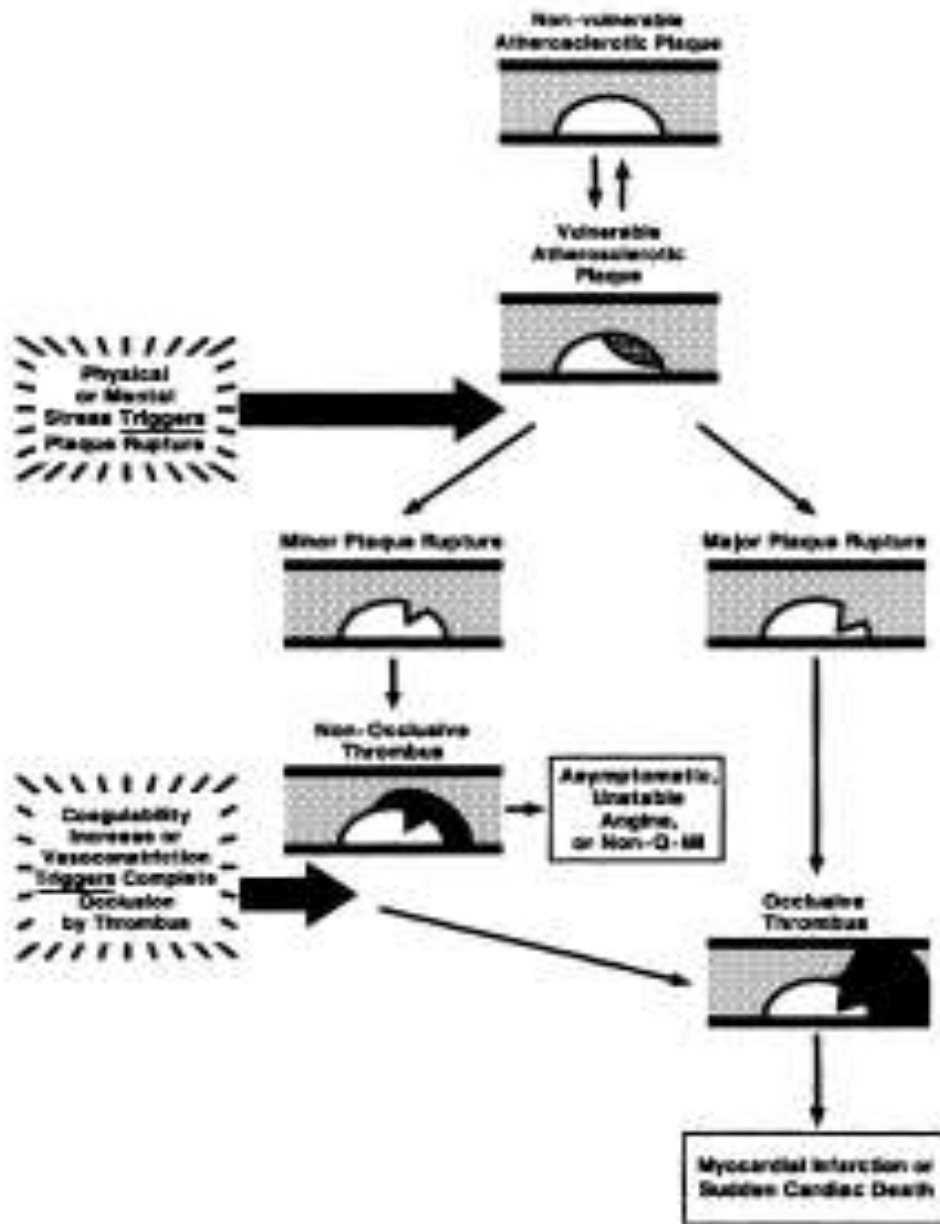 Non-vulnerable
Atherosclerotic Plaque
Vulnerable
Atherosclerotic
Plaque
Physical
or Mental
Stress Triggers
Plaque Rupture
Minor Plaque Rupture
Major Plaque Rupture
Non-Occlusive
Thrombus
Asymptomatic,
Unstable
Angina,
or Non-Q-MI
Coagulability
Increase or
Vasoconstriction
Triggers Complete
Occlusion
by Thrombus
Occlusive
Thrombus
Myocardial Infarction or
Sudden Cardiac Death